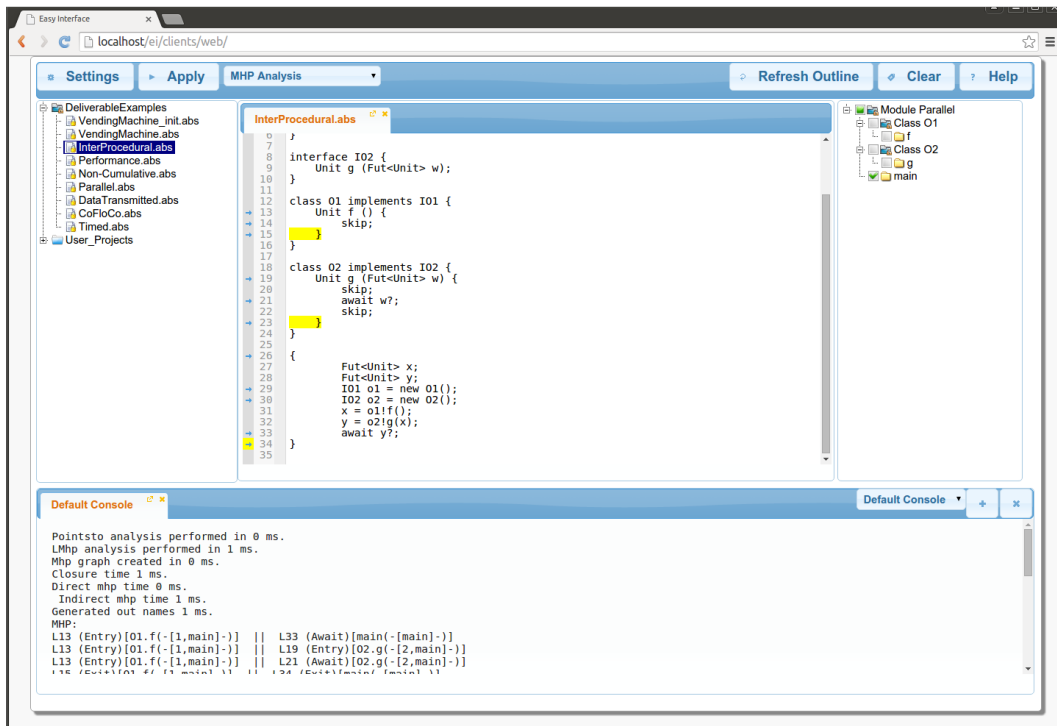 Easy Interface
localhost/ei/clients/web/
Settings
Apply
MHP Analysis
Refresh Outline
Clear
? Help
DeliverableExamples
VendingMachine_init.abs
VendingMachine.abs
InterProcedural.abs
Performance.abs
Non-Cumulative.abs
Parallel.abs
DataTransmitted.abs
CoFloCo.abs
Timed.abs
User_Projects
InterProcedural.abs
6 }
7
8 interface IO2 {
9 Unit g (Fut<Unit> w);
10 }
11
12 class O1 implements IO1 {
13 Unit f () {
14 skip;
15 }
16 }
17
18 class O2 implements IO2 {
19 Unit g (Fut<Unit> w) {
20 skip;
21 await w?;
22 skip;
23 }
24 }
25
26 {
27 Fut<Unit> x;
28 Fut<Unit> y;
29 IO1 o1 = new O1();
30 IO2 o2 = new O2();
31 x = o1!f();
32 y = o2!g(x);
33 await y?;
34 }
35
Module Parallel
Class O1
f
Class O2
g
main
Default Console
Default Console
Pointsto analysis performed in 0 ms.
LMhp analysis performed in 1 ms.
Mhp graph created in 0 ms.
Closure time 1 ms.
Direct mhp time 0 ms.
Indirect mhp time 1 ms.
Generated out names 1 ms.
MHP:
L13 (Entry)[O1.f(-[1,main]-)] || L33 (Await)[main(-[main]-)]
L13 (Entry)[O1.f(-[1,main]-)] || L19 (Entry)[O2.g(-[2,main]-)]
L13 (Entry)[O1.f(-[1,main]-)] || L21 (Await)[O2.g(-[2,main]-)]
L15 (Exit)[O1.f(-[1,main]-)] || L34 (Exit)[main(-[main]-)]